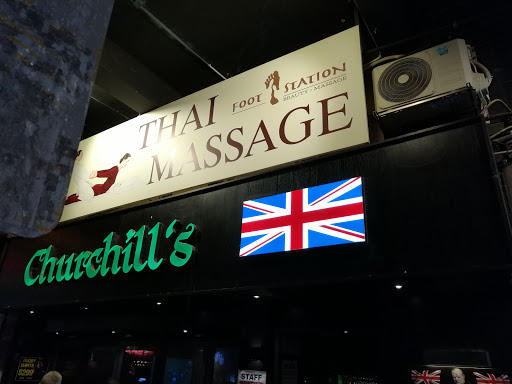 FOOT STATION
BEAUTY - MASSAGE
THAI
MASSAGE
Churchill's
STAFF